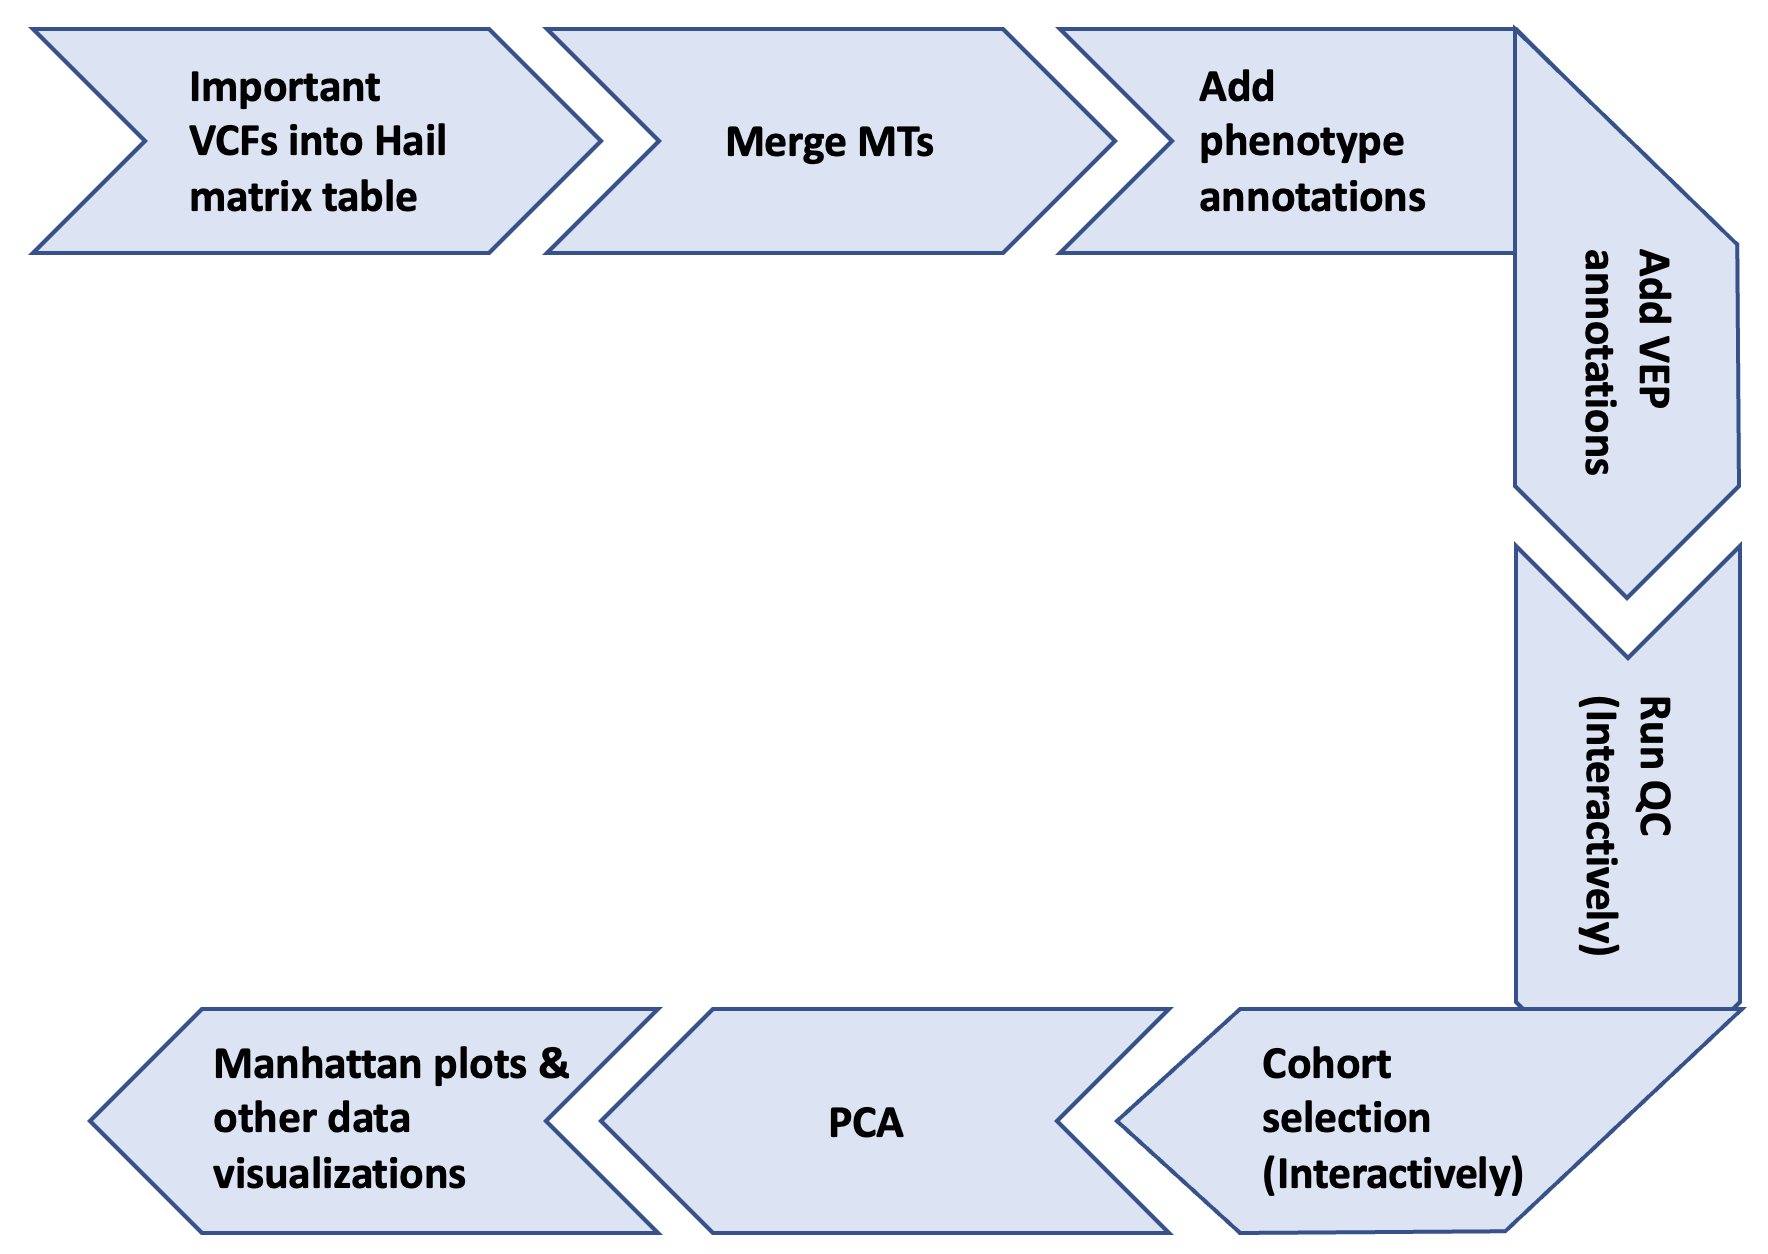 Important
VCFs into Hail
matrix table
Merge MTs
Add
phenotype
annotations
Add VEP
annotations
Run QC
(Interactively)
Cohort
selection
(Interactively)
PCA
Manhattan plots &
other data
visualizations